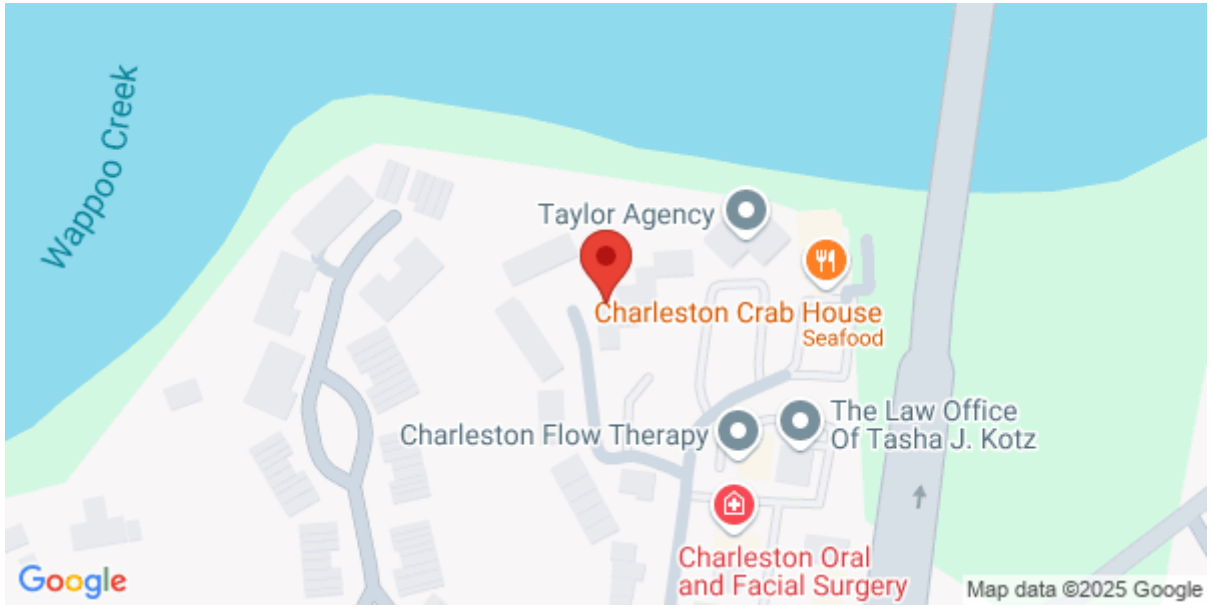 Wappoo Creek
Taylor Agency
Charleston Crab House
Seafood
Charleston Flow Therapy
The Law Office
Of Tasha J. Kotz
Charleston Oral
and Facial Surgery
Google
Map data ©2025 Google